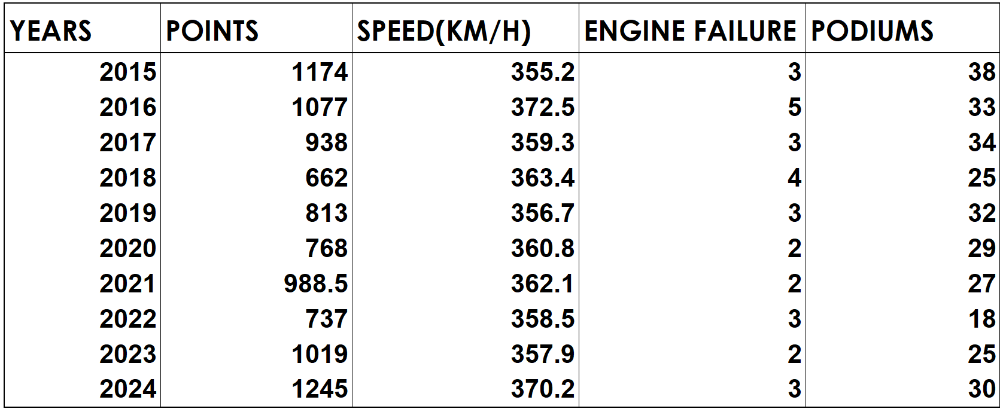 YEARS POINTS SPEED(KM/H) ENGINE FAILURE PODIUMS
2015 1174 355.2 3 38
2016 1077 372.5 5 33
2017 938 359.3 3 34
2018 662 363.4 4 25
2019 813 356.7 3 32
2020 768 360.8 2 29
2021 988.5 362.1 2 27
2022 737 358.5 3 18
2023 1019 357.9 2 25
2024 1245 370.2 3 30